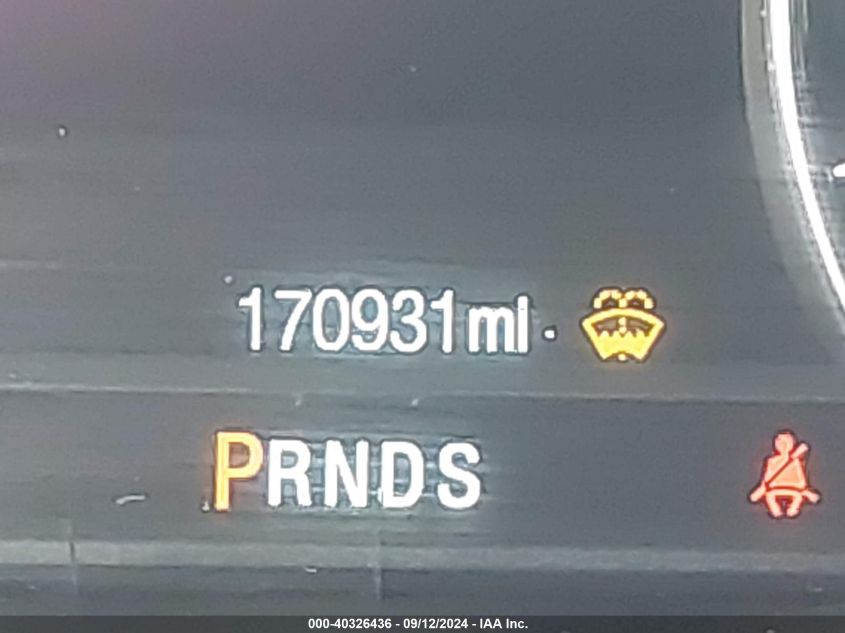 170931mi
PRNDS
000-40326436 - 09/12/2024 - IAA Inc.